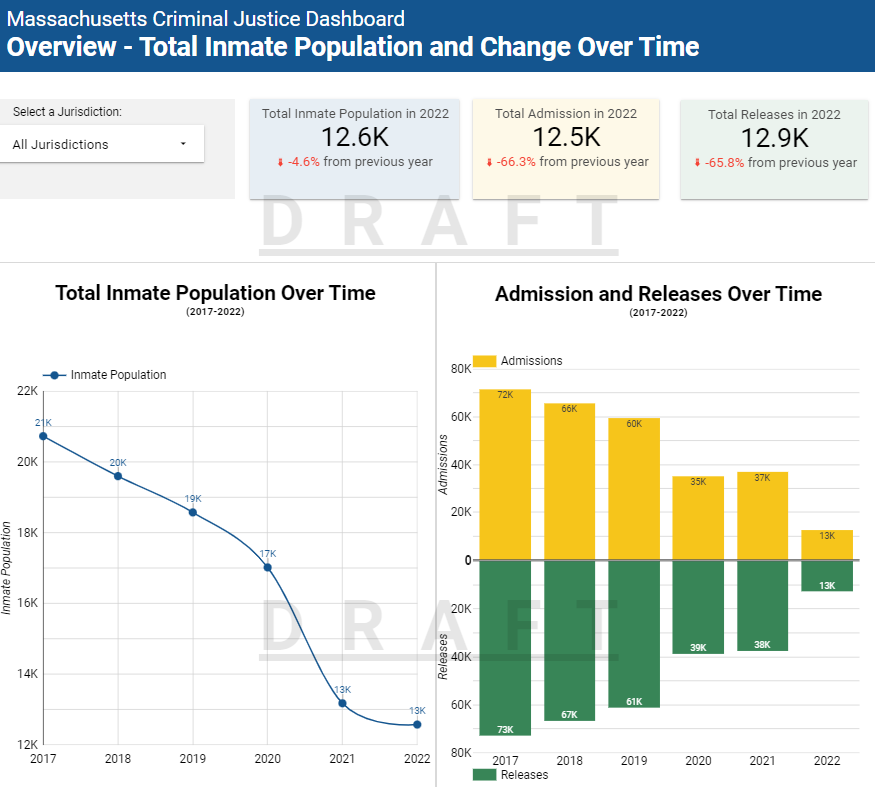 Massachusetts Criminal Justice Dashboard
Overview - Total Inmate Population and Change Over Time
Select a Jurisdiction:
All Jurisdictions
Total Inmate Population in 2022
12.6K
-4.6% from previous year
Total Admission in 2022
12.5K
-66.3% from previous year
Total Releases in 2022
12.9K
-65.8% from previous year
DRAFT
Total Inmate Population Over Time
(2017-2022)
Inmate Population
22K
20K
18K
16K
14K
12K
Inmate Population
21K
20K
19K
17K
13K
13K
2017
2018
2019
2020
2021
2022
Admission and Releases Over Time
(2017-2022)
Admissions
80K
60K
40K
20K
0
20K
40K
60K
80K
Admissions
Releases
72K
66K
60K
35K
37K
13K
73K
67K
61K
39K
38K
13K
DRAFT
2017
2018
2019
2020
2021
2022
Releases